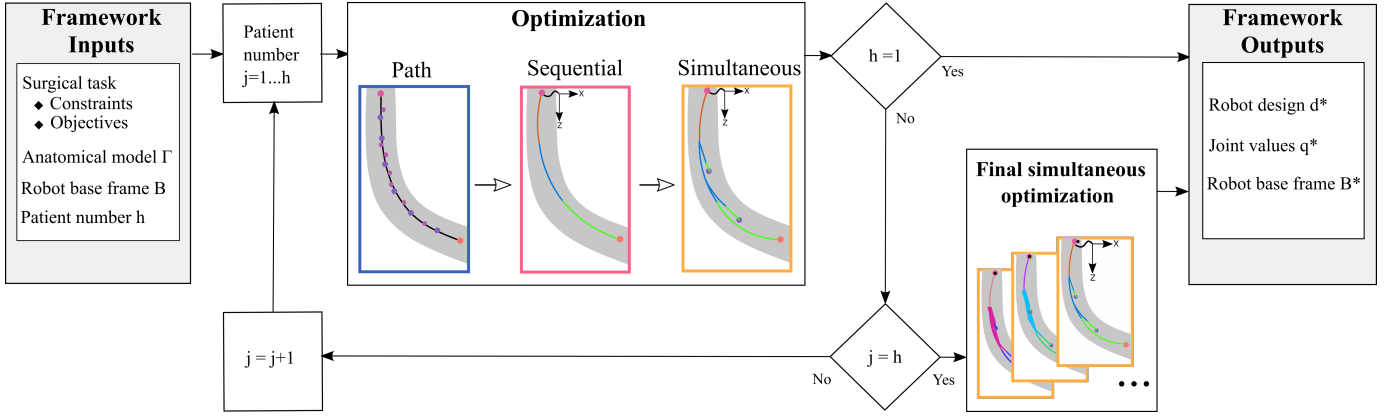 Framework
Inputs
Surgical task
◆ Constraints
◆ Objectives
Anatomical model Γ
Robot base frame B
Patient number h
Patient
number
j=1...h
j = j+1
Optimization
Path
Sequential
X
Z
Simultaneous
X
Z
h =1
Yes
No
j = h
No
Yes
Final simultaneous
optimization
X
Z
Framework
Outputs
Robot design d*
Joint values q*
Robot base frame B*